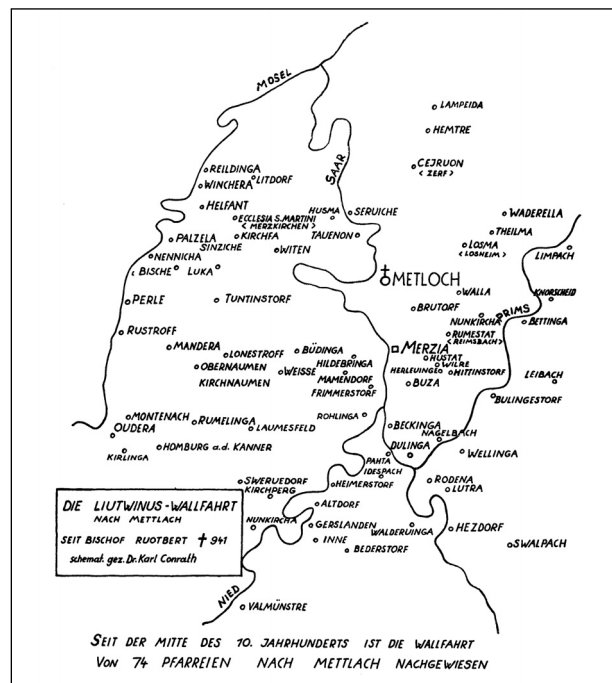 MOSEL
LAMPEIDA
HEMTRE
CEJRUON
< ZERF >
SAAR
REILDINGA
LITDORF
WINCHERA
HELFANT
ECCLESIA S. MARTINI
< MERZKIRCHEN >
HUSMA
SERUICHE
WADERELLA
PALZELA
KIRCHFA
TAUENON
THEILMA
SINZICHE
WITEN
LOSMA
< LOSHEIM >
LIMPACH
NENNICHA
BISCHE
LUKA
METLOCH
PERLE
TUNTINSTORF
WALLA
KNORSCHEID
BRUTORF
PRIMS
NUNKIRCHA
BETTINGA
RUSTROFF
RUMESTAT
< REIMSBACH >
MANDERA
LONESTROFF
BÜDINGA
MERZIA
HILDEBRINGA
HUSTAT
WILRE
OBERNAUMEN
WEISSE
HERLEUINGE
HITTINSTORF
KIRCHNAUMEN
MAMENDORF
BUZA
LEIBACH
FRIMMERSTORF
BULINGESTORF
MONTENACH
RUMELINGA
ROHLINGA
LAUMESFELD
BECKINGA
OUDERA
NAGELBACH
HOMBURG a.d. KANNER
DULINGA
KIRLINGA
PAHTA
WELLINGA
IDESPACH
SWERUEDORF
HEIMERSTORF
RODENA
KIRCHPERG
LUTRA
ALTDORF
NUNKIRCHA
GERSLANDEN
WALDERUINGA
HEZDORF
INNE
SWALPACH
BEDERSTORF
DIE LIUTWINUS-WALLFAHRT
NACH METTLACH
SEIT BISCHOF RUOTBERT † 941
schemat. gez. Dr. Karl Conrath
NIED
VALMÜNSTRE
SEIT DER MITTE DES 10. JAHRHUNDERTS IST DIE WALLFAHRT
VON 74 PFARREIEN NACH METTLACH NACHGEWIESEN